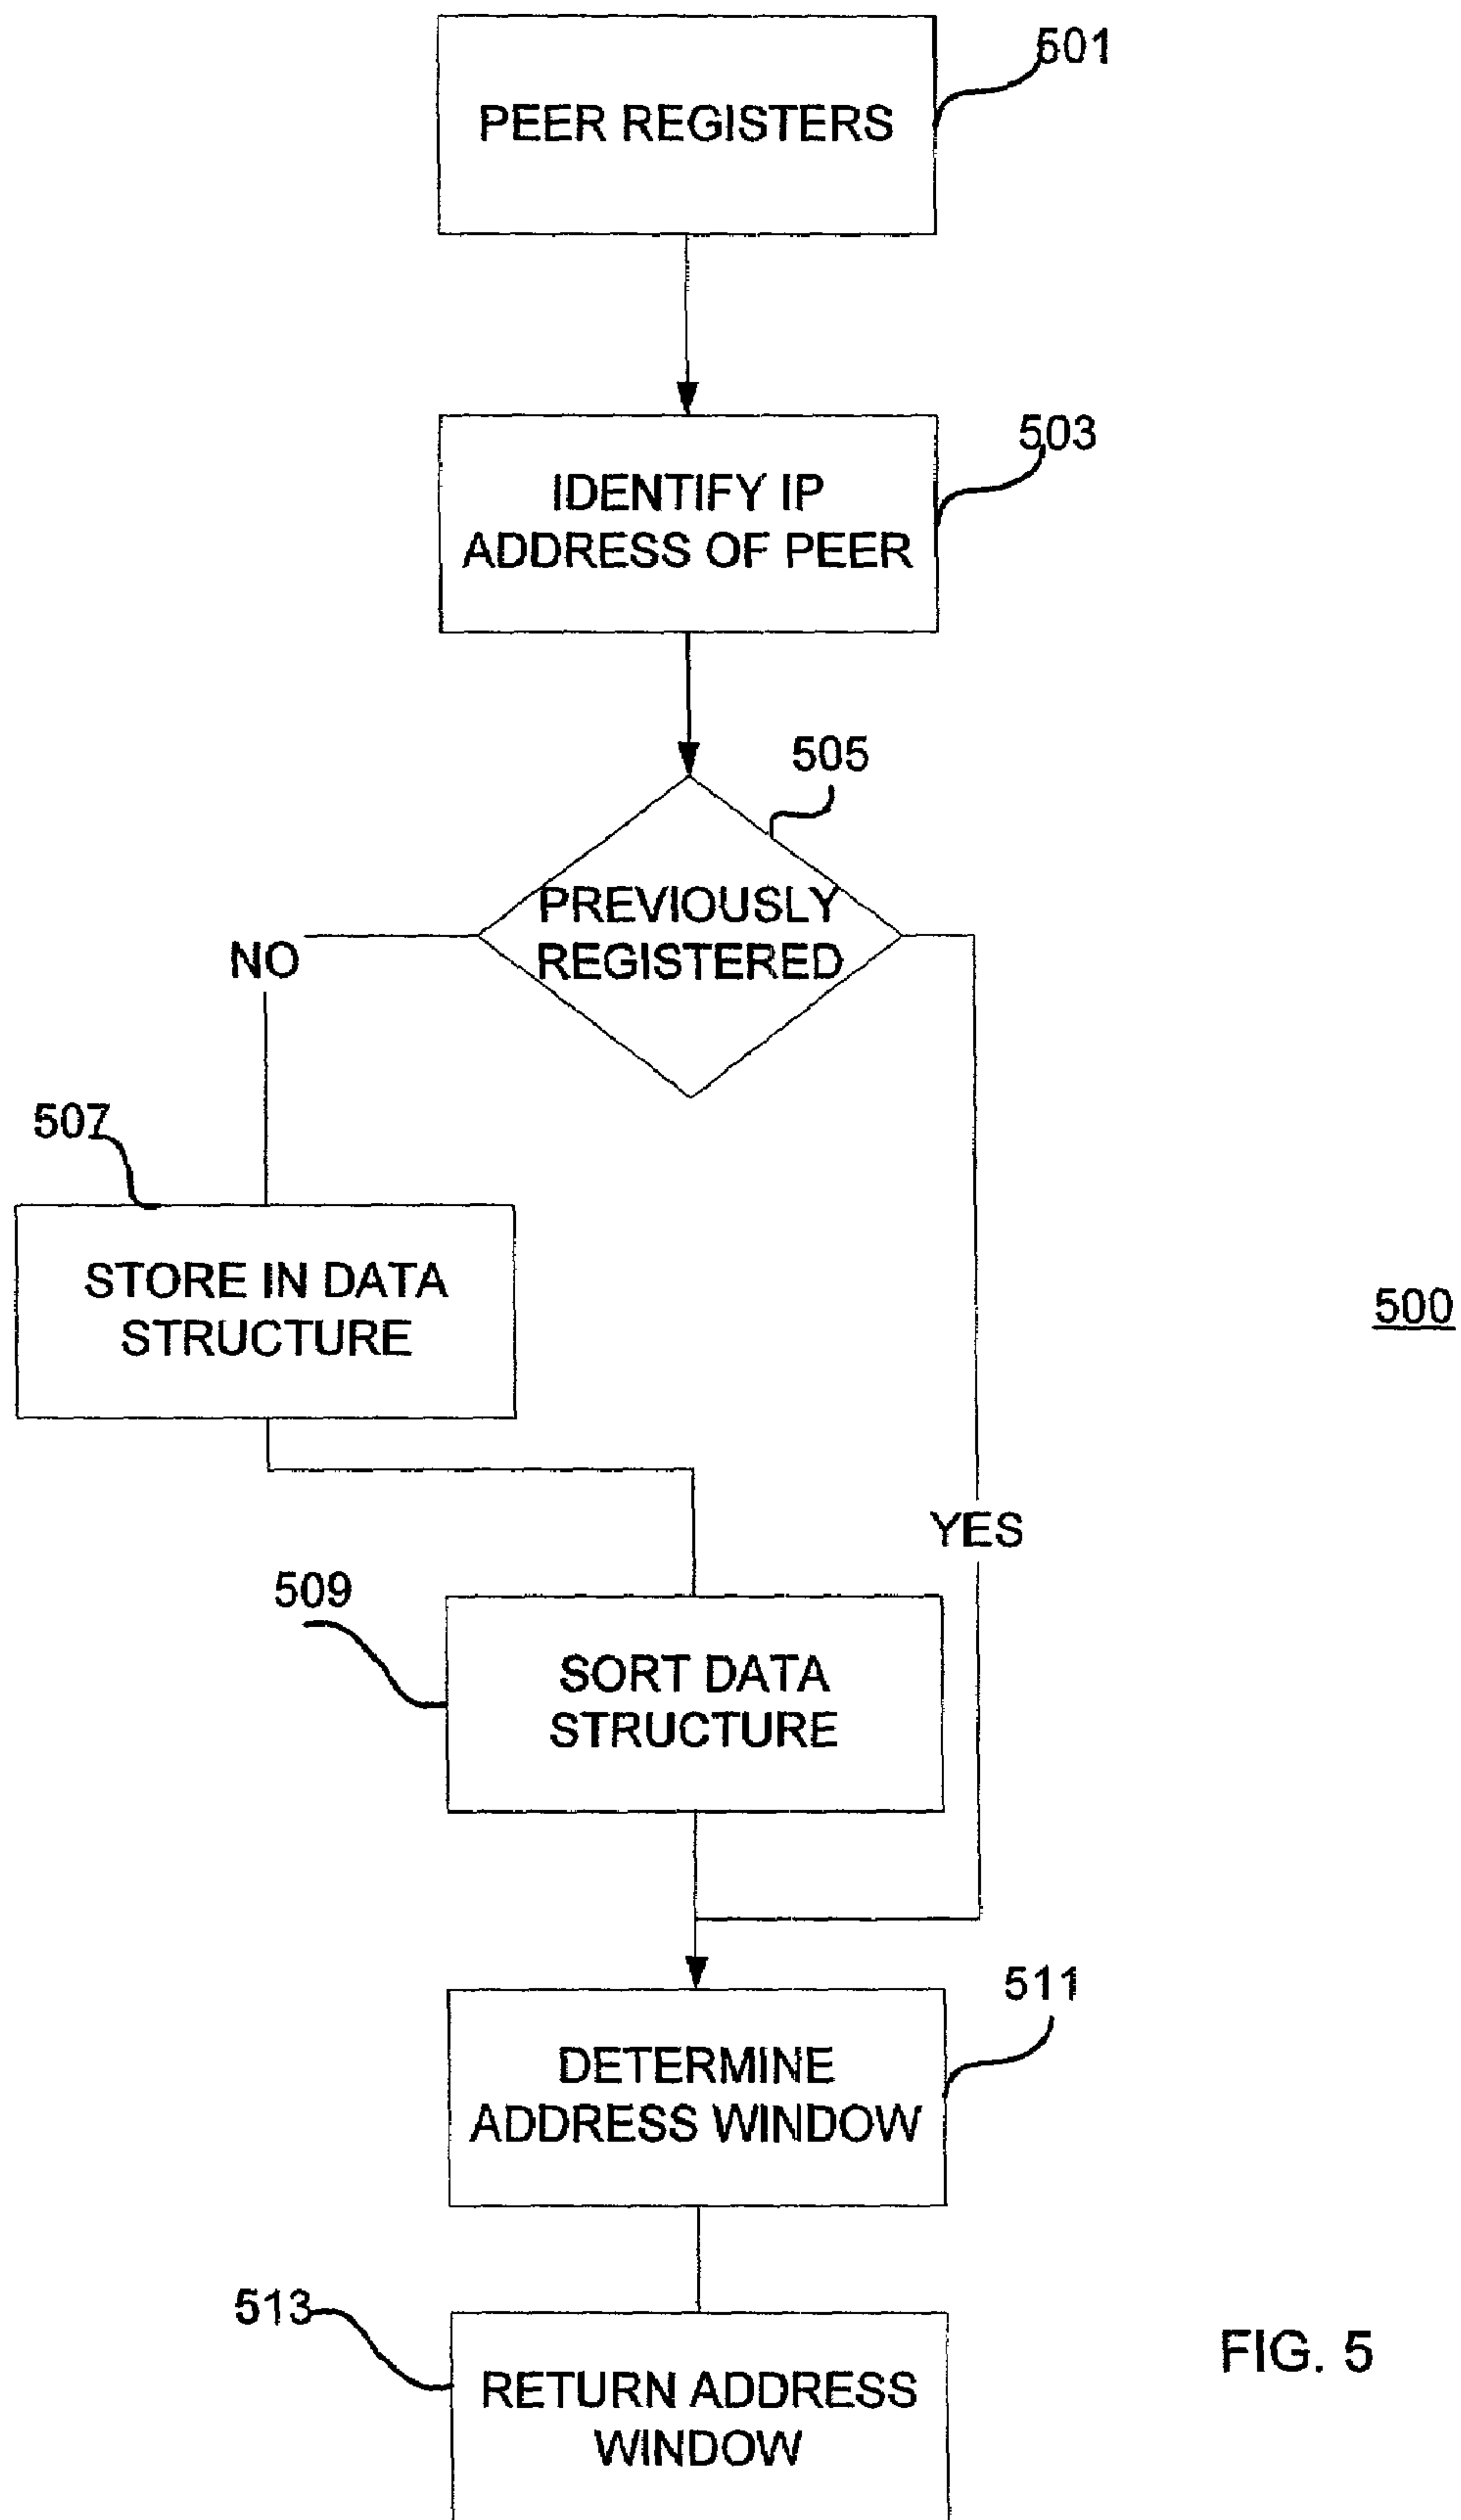 501
PEER REGISTERS
503
IDENTIFY IP
ADDRESS OF PEER
505
PREVIOUSLY
REGISTERED
NO
507
STORE IN DATA
STRUCTURE
500
YES
509
SORT DATA
STRUCTURE
511
DETERMINE
ADDRESS WINDOW
513
RETURN ADDRESS
WINDOW
FIG. 5